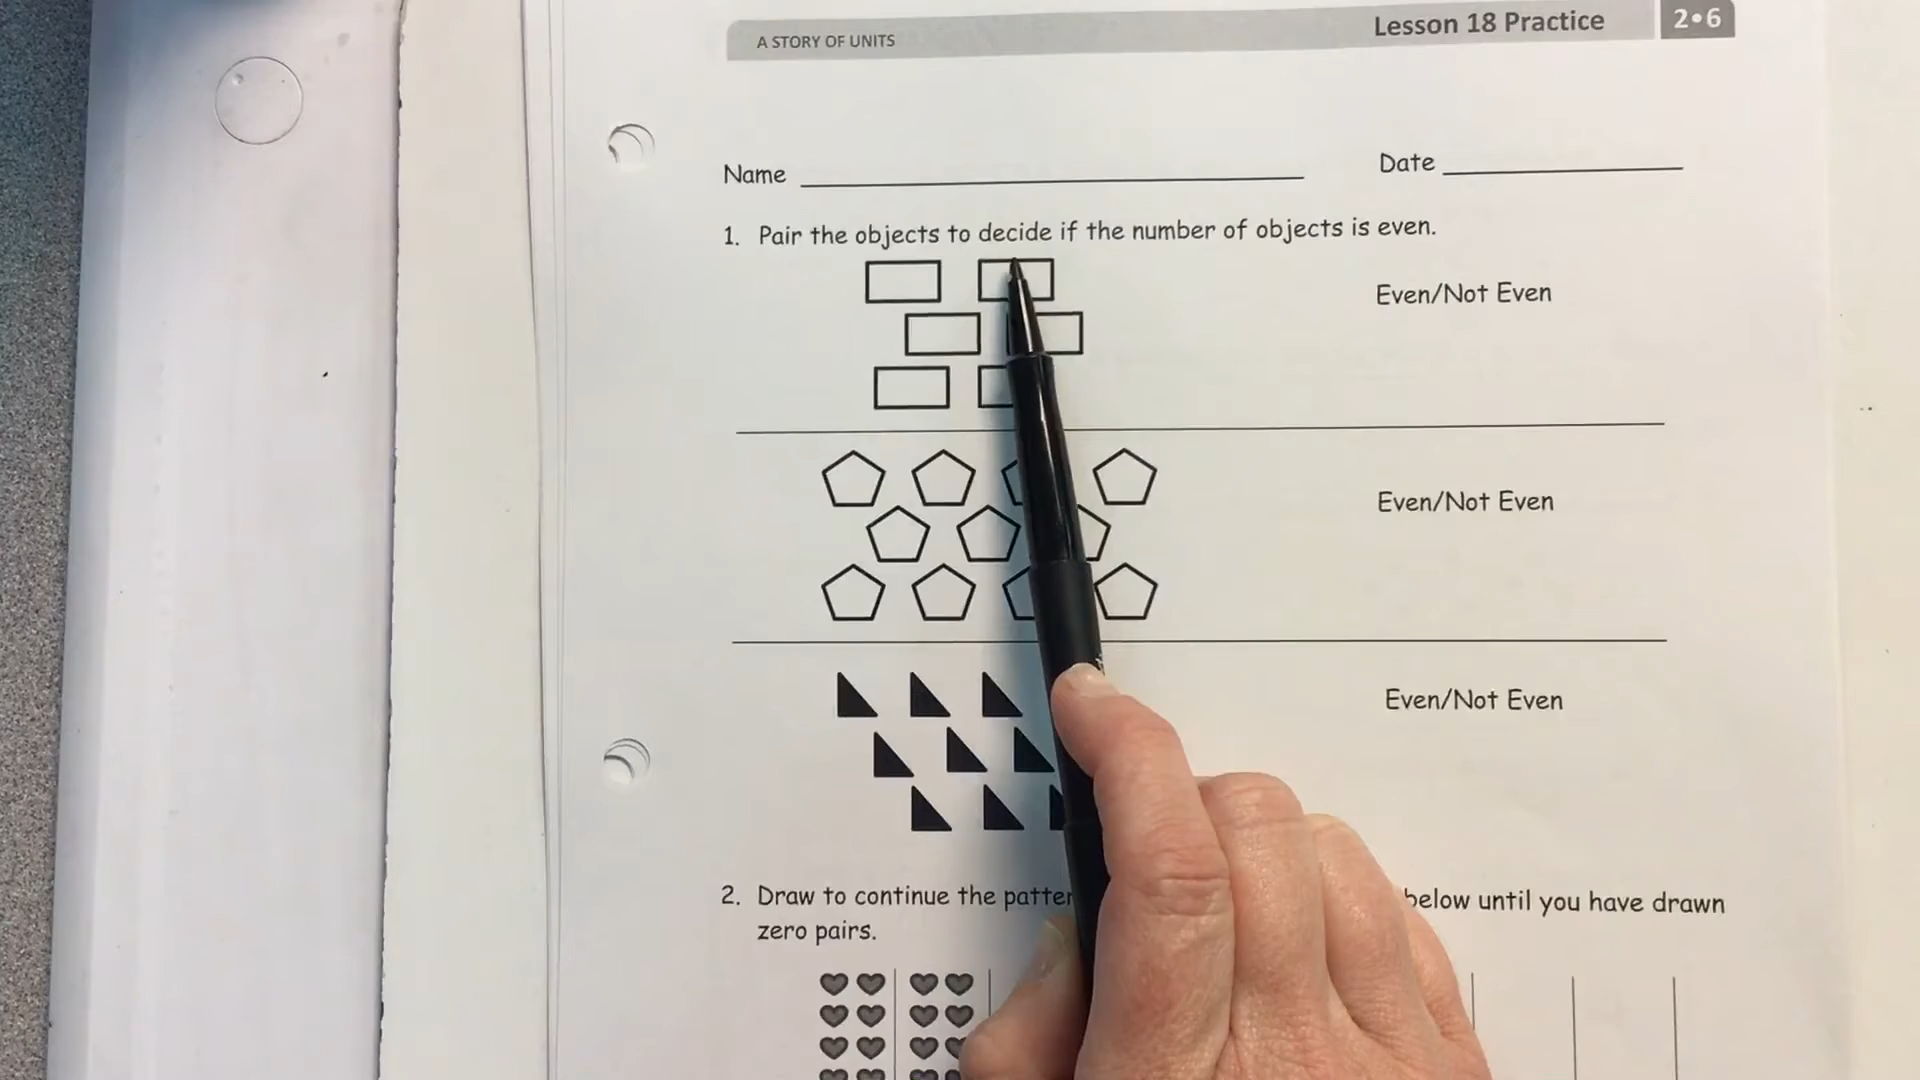 A STORY OF UNITS
Lesson 18 Practice
2•6
Name
Date
1. Pair the objects to decide if the number of objects is even.
Even/Not Even
Even/Not Even
Even/Not Even
2. Draw to continue the below until you have drawn
zero pairs.